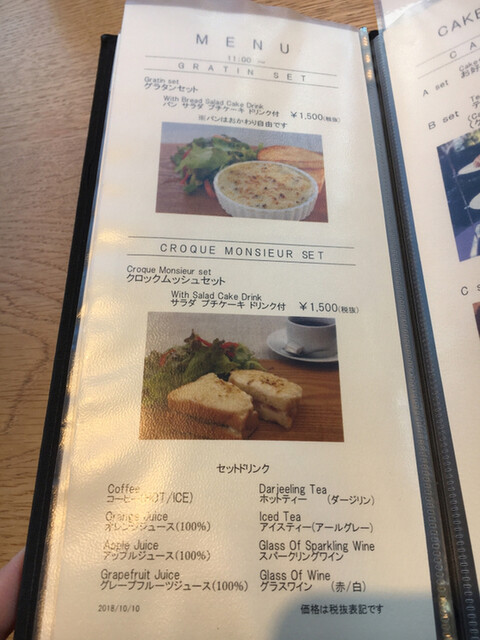 MENU
11:00 ~
GRATIN SET
Gratin set
グラタンセット
With Bread Salad Cake Drink
パン サラダ プチケーキ ドリンク付 ¥1,500(税抜)
※パンはおかわり自由です
CROQUE MONSIEUR SET
Croque Monsieur set
クロックムッシュセット
With Salad Cake Drink
サラダ プチケーキ ドリンク付 ¥1,500(税抜)
セットドリンク
Coffee
コーヒー(HOT/ICE)
Orange Juice
オレンジジュース(100%)
Apple Juice
アップルジュース(100%)
Grapefruit Juice
グレープフルーツジュース(100%)
Darjeeling Tea
ホットティー (ダージリン)
Iced Tea
アイスティー(アールグレー)
Glass Of Sparkling Wine
スパークリングワイン
Glass Of Wine
グラスワイン (赤/白)
2018/10/10
価格は税抜表記です
CAKE
A set
お好
B set
C s